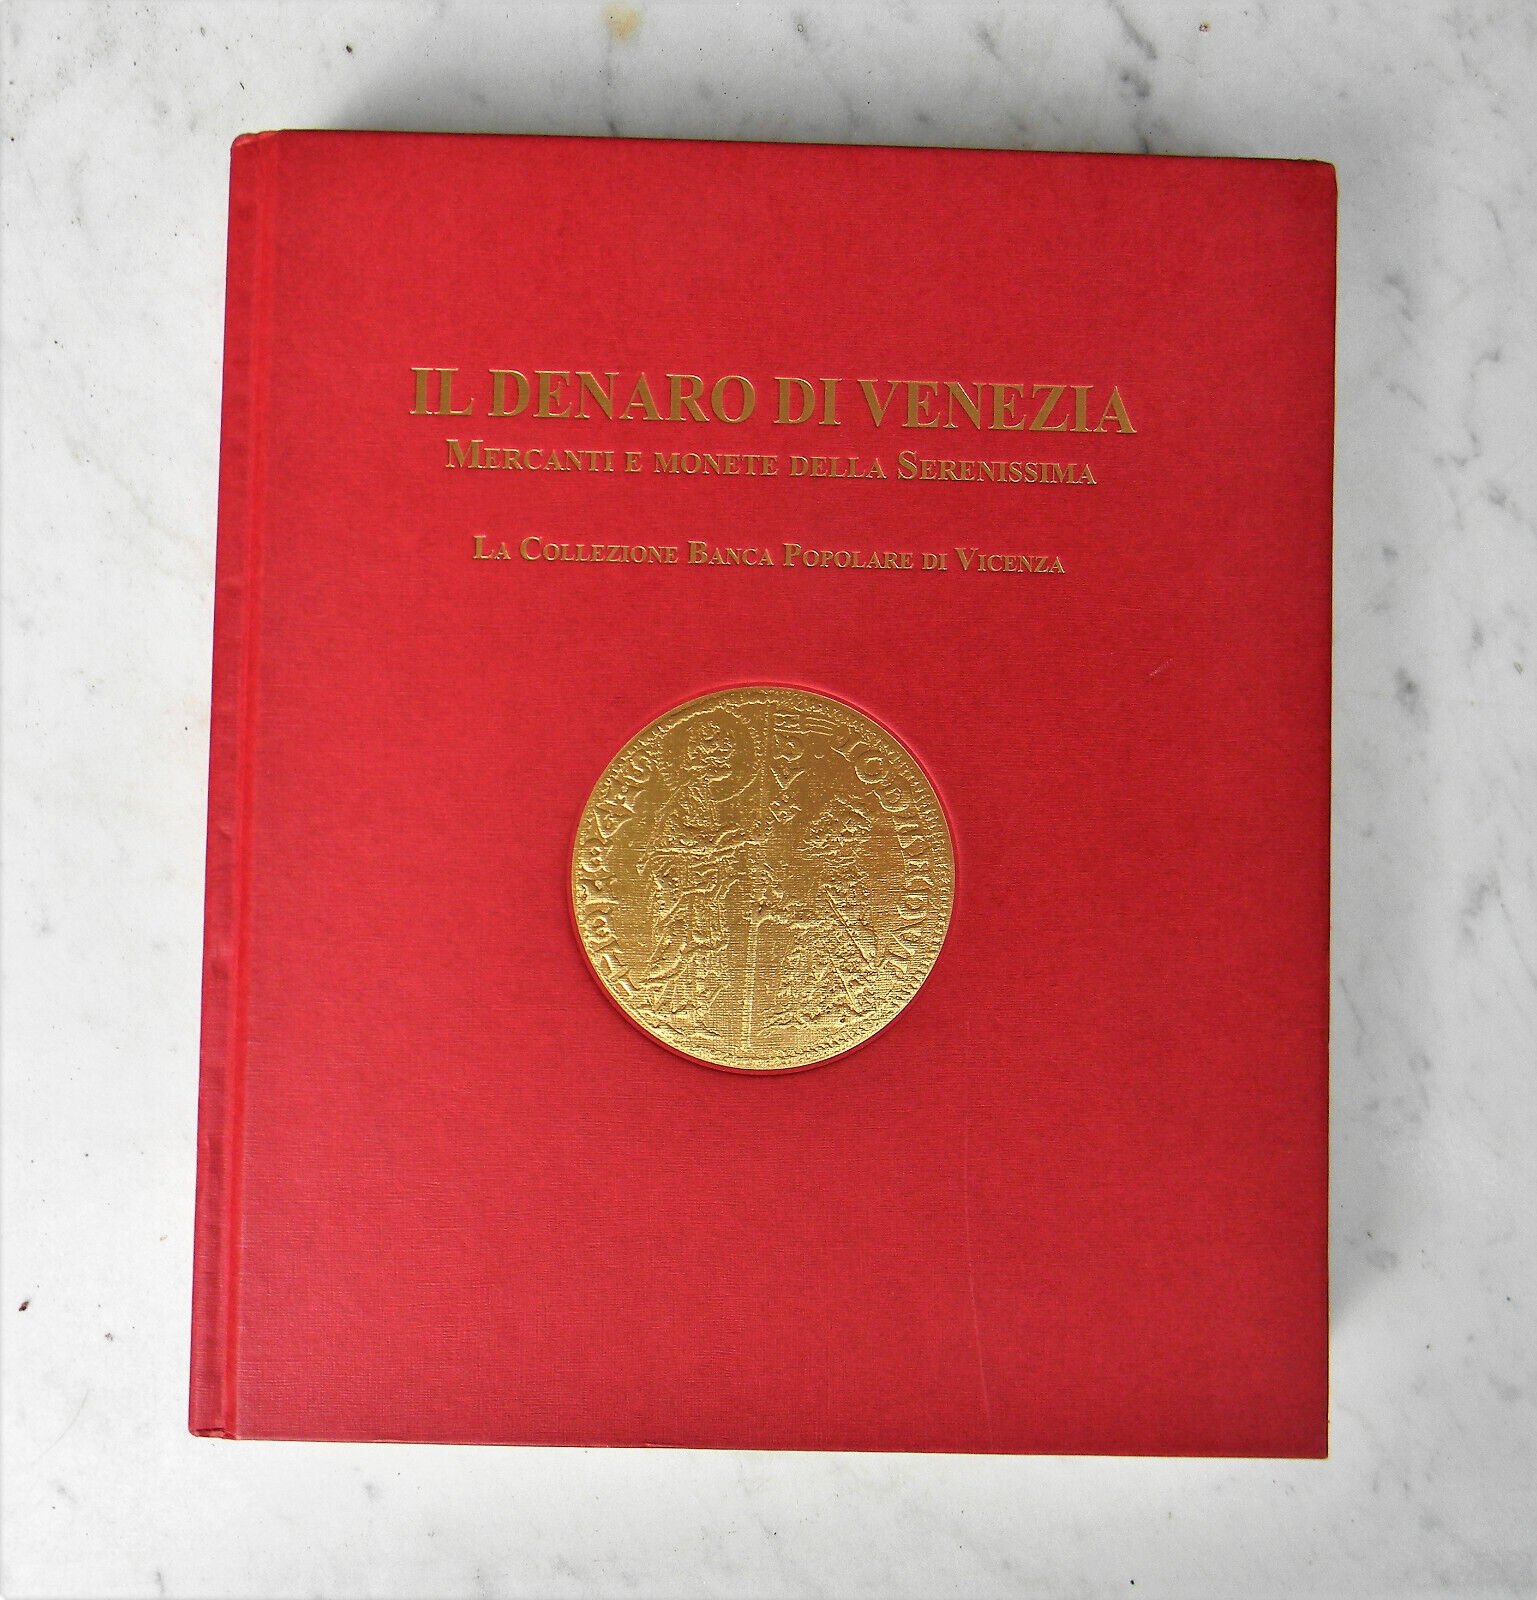 IL DENARO DI VENEZIA
MERCANTI E MONETE DELLA SERENISSIMA
LA COLLEZIONE BANCA POPOLARE DI VICENZA